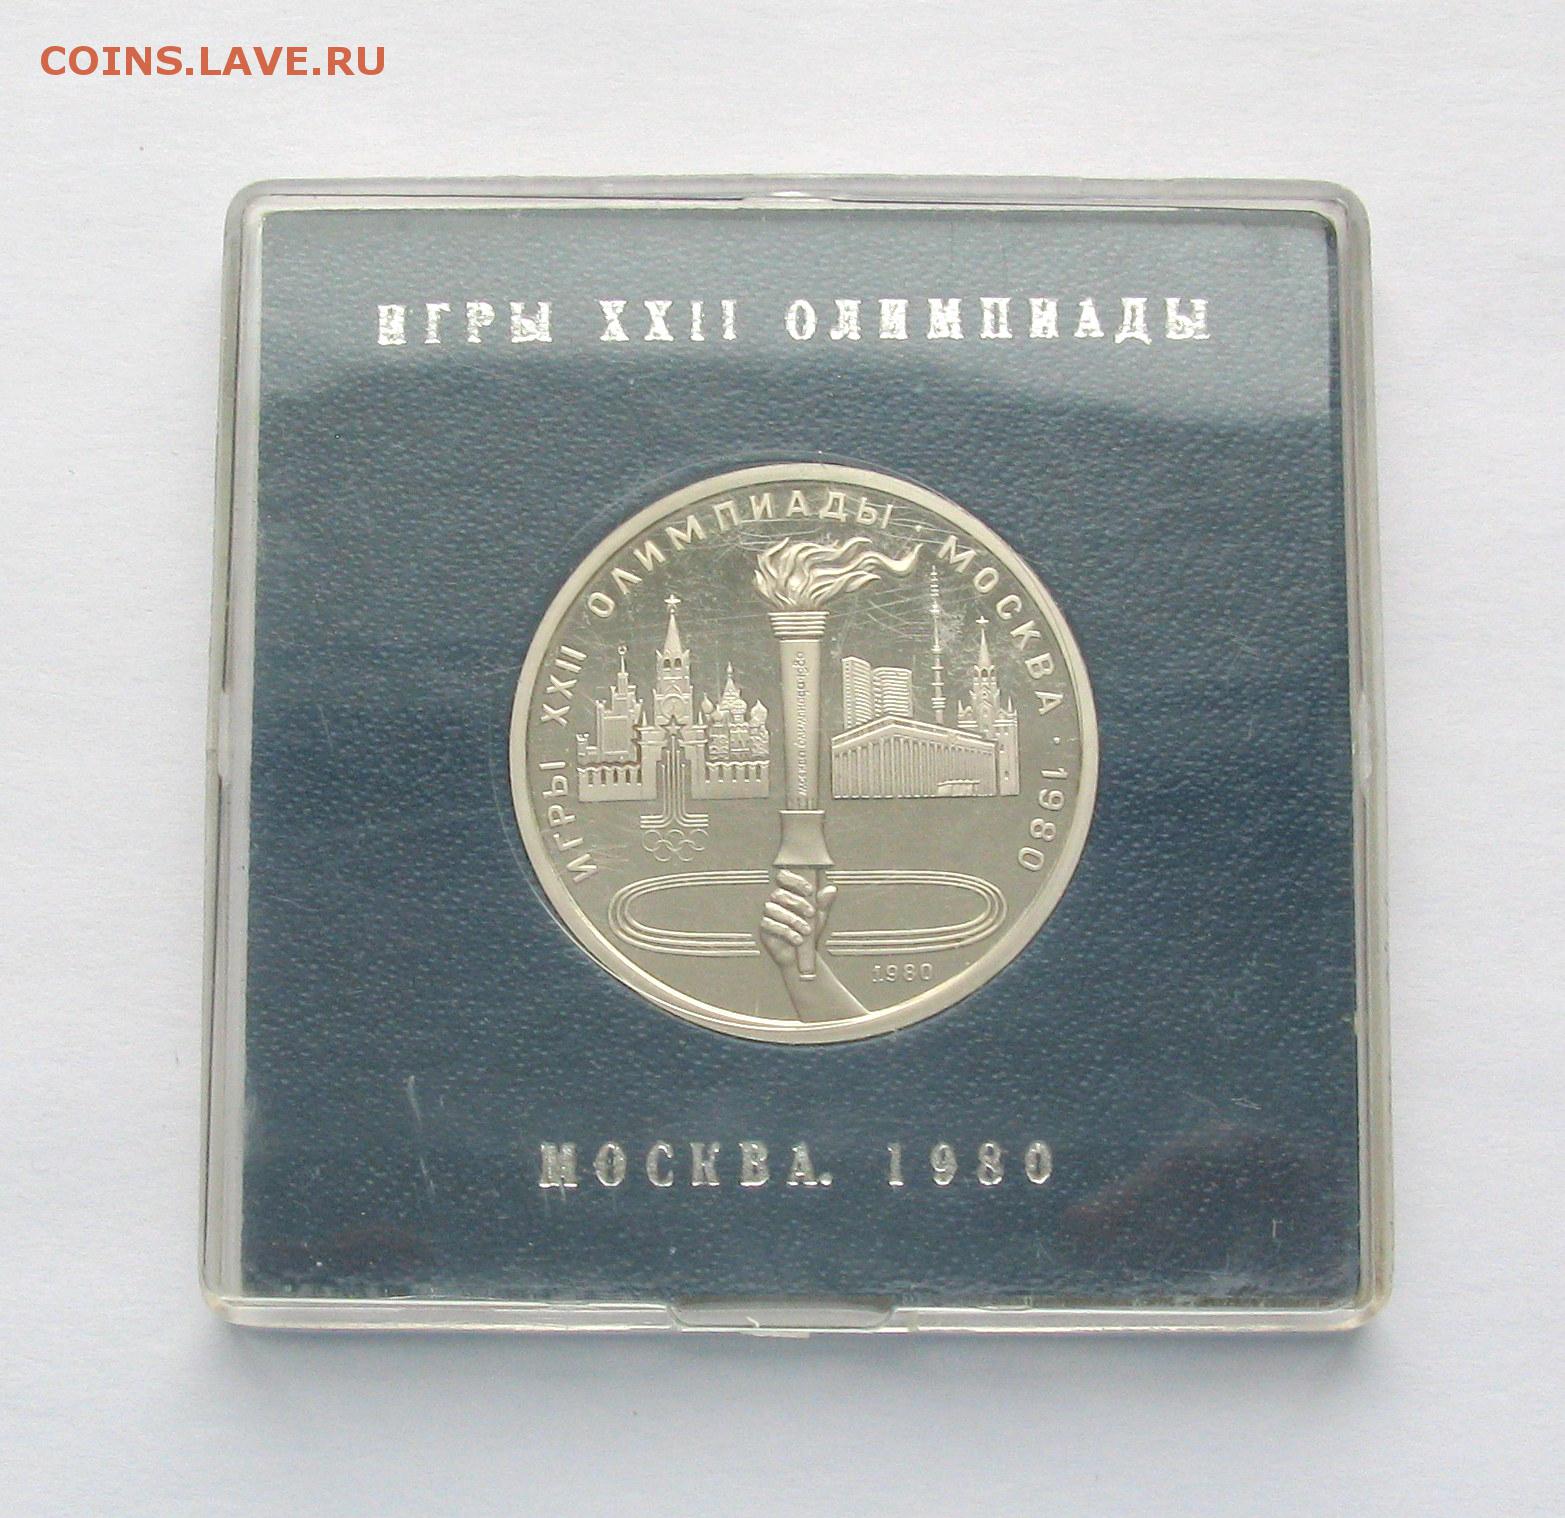 COINS.LAVE.RU
ИГРЫ XXII ОЛИМПИАДЫ
ИГРЫ XXII ОЛИМПИАДЫ · МОСКВА · 1980
1980
МОСКВА. 1980